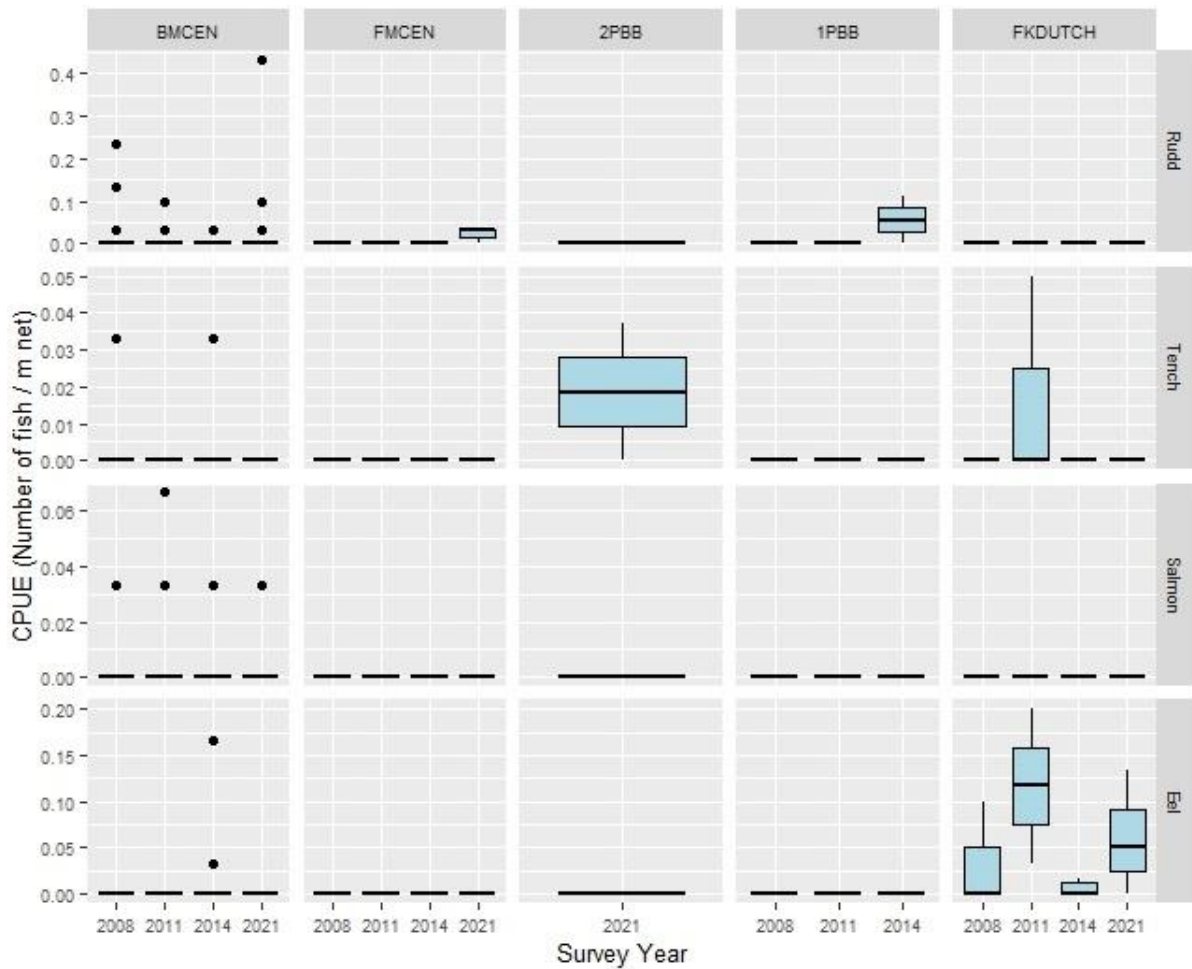 BMCEN FMCEN 2PBB 1PBB FKDUTCH
0.4
0.3
0.2
0.1
0.0
Rudd
0.05
0.04
0.03
0.02
0.01
0.00
Tench
0.06
0.04
0.02
0.00
Salmon
0.20
0.15
0.10
0.05
0.00
Eel
CPUE (Number of fish / m net)
2008 2011 2014 2021 2008 2011 2014 2021 2021 2008 2011 2014 2008 2011 2014 2021
Survey Year